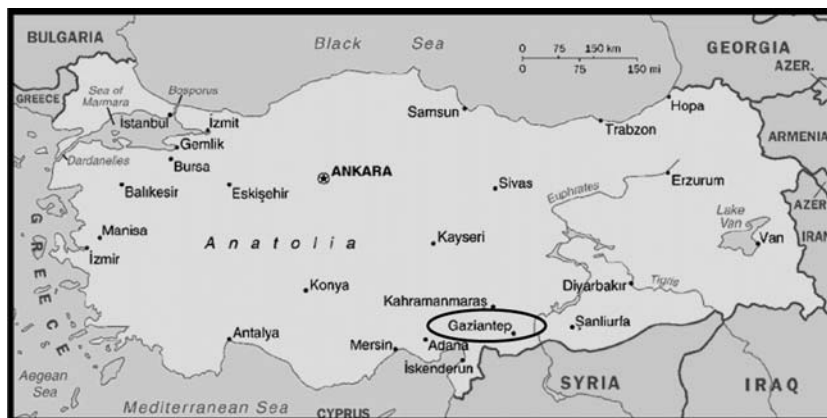 BULGARIA
Black Sea
GEORGIA
0 75 150 km
0 75 150 mi
AZER.
GREECE
Sea of
Marmara
Bosporus
Istanbul
İzmit
Samsun
Hopa
Trabzon
ARMENIA
Gemlik
Dardanelles
Bursa
ANKARA
Balıkesir
Eskişehir
Sivas
Euphrates
Erzurum
AZER.
GREECE
Manisa
İzmir
Anatolia
Kayseri
Lake
Van
Van
IRAN
Konya
Diyarbakır
Tigris
Kahramanmaraş
Gaziantep
Şanlıurfa
Antalya
Mersin
Adana
İskenderun
Aegean
Sea
SYRIA
IRAQ
Mediterranean Sea
CYPRUS